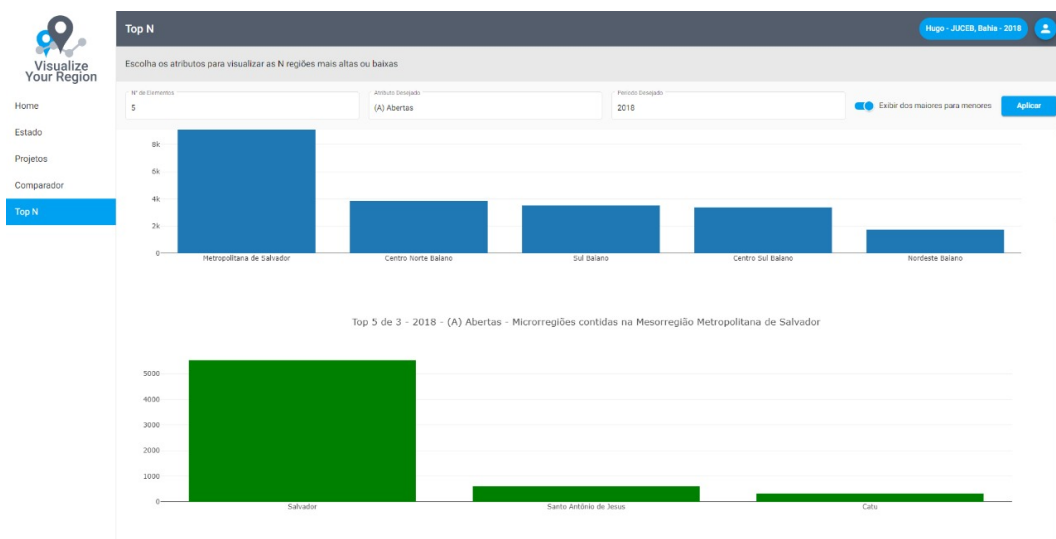 Visualize
Your Region
Home
Estado
Projetos
Comparador
Top N
Top N
Hugo - JUCEB, Bahia - 2018
Escolha os atributos para visualizar as N regiões mais altas ou baixas
N° de Elementos
5
Atributo Desejado
(A) Abertas
Período Desejado
2018
Exibir dos maiores para menores
Aplicar
8k
6k
4k
2k
0
Metropolitana de Salvador
Centro Norte Baiano
Sul Baiano
Centro Sul Baiano
Nordeste Baiano
Top 5 de 3 - 2018 - (A) Abertas - Microrregiões contidas na Mesorregião Metropolitana de Salvador
5000
4000
3000
2000
1000
0
Salvador
Santo Antônio de Jesus
Catu